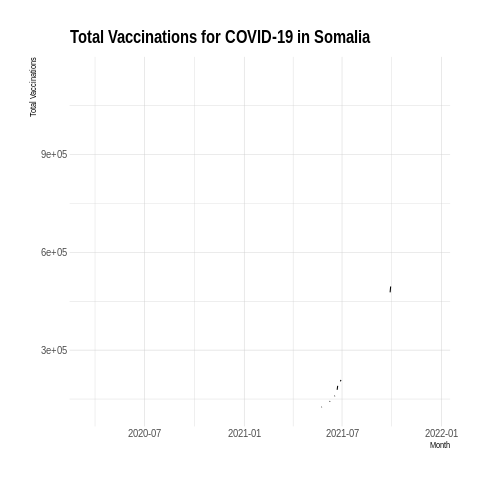 Total Vaccinations for COVID-19 in Somalia
Total Vaccinations
9e+05
6e+05
3e+05
2020-07
2021-01
2021-07
2022-01
Month